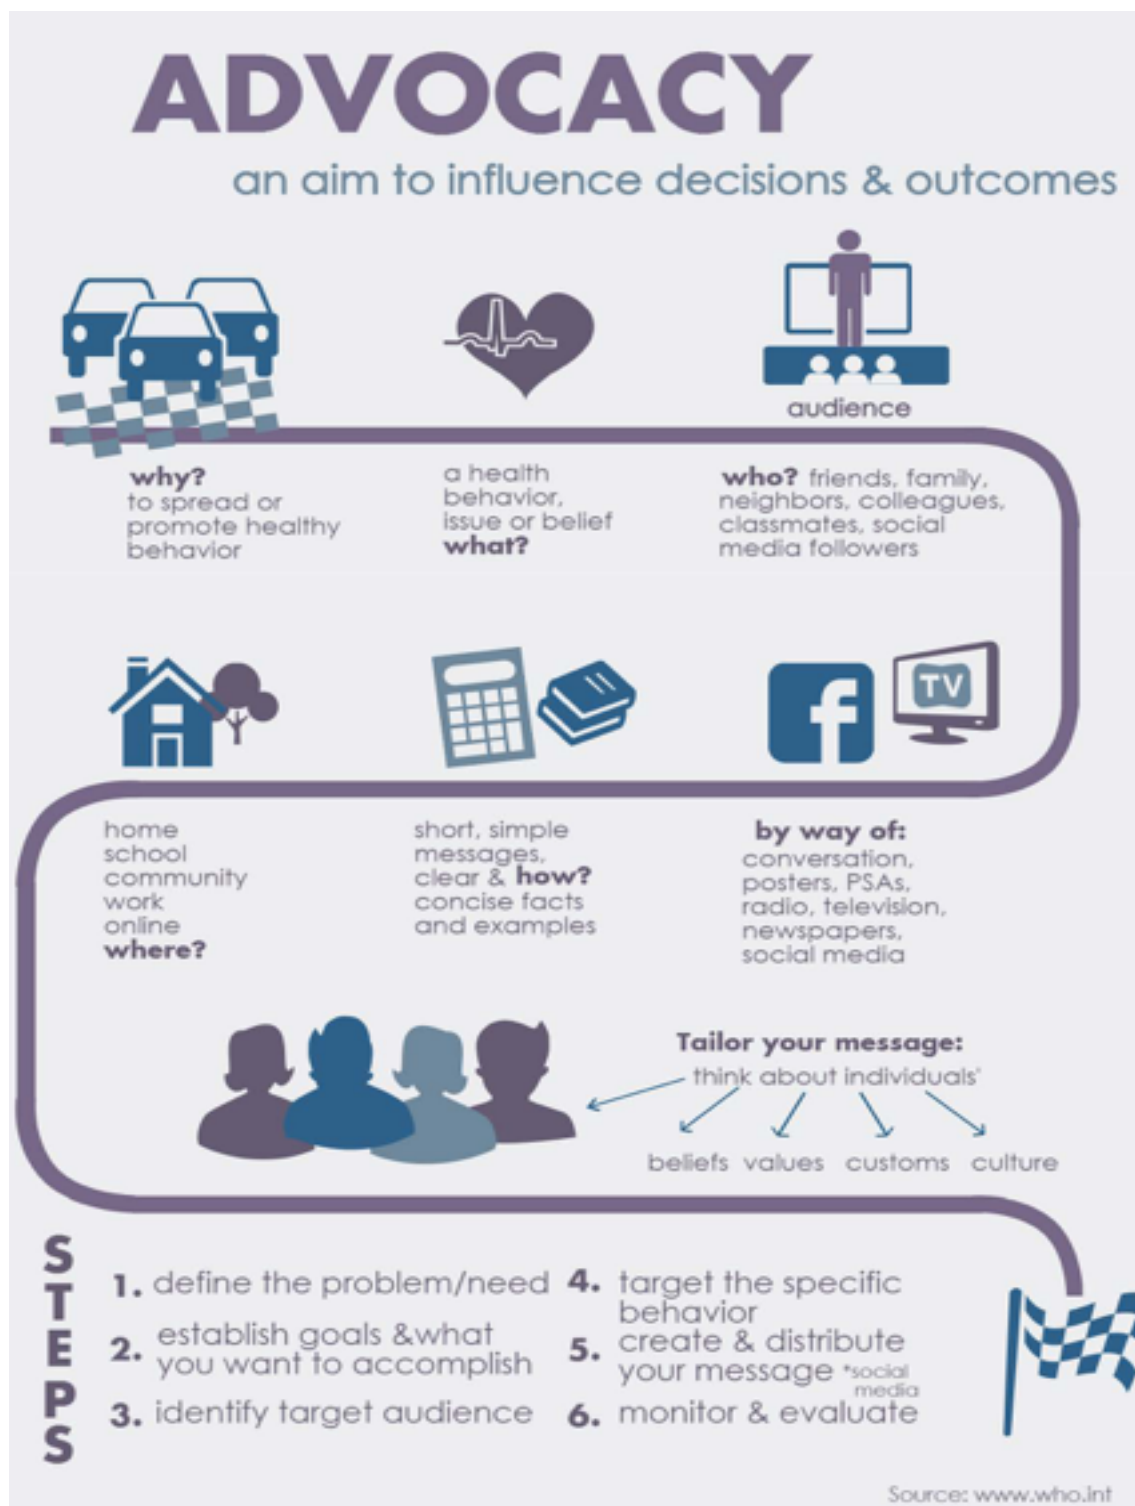 ADVOCACY
an aim to influence decisions & outcomes
audience
why?
to spread or
promote healthy
behavior
a health
behavior,
issue or belief
what?
who? friends, family,
neighbors, colleagues,
classmates, social
media followers
f
TV
home
school
community
work
online
where?
short, simple
messages,
clear & how?
concise facts
and examples
by way of:
conversation,
posters, PSAs,
radio, television,
newspapers,
social media
Tailor your message:
think about individuals'
beliefs values customs culture
STEPS
1. define the problem/need
2. establish goals &what
you want to accomplish
3. identify target audience
4. target the specific
behavior
5. create & distribute
your message *social
media
6. monitor & evaluate
Source: www.who.int